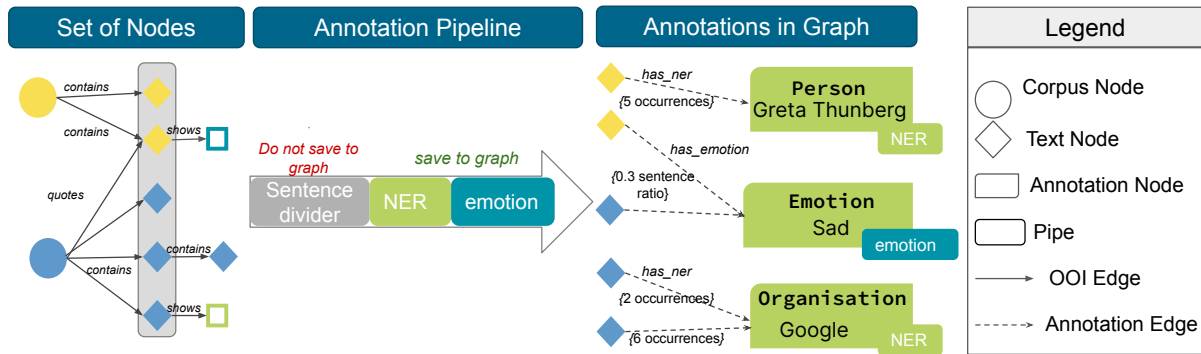 Set of Nodes
contains
contains
shows
quotes
contains
contains
shows
Annotation Pipeline
Do not save to
graph
save to graph
Sentence
divider
NER
emotion
Annotations in Graph
has_ner
{5 occurrences}
Person
Greta Thunberg
NER
has_emotion
{0.3 sentence
ratio}
Emotion
Sad
emotion
has_ner
{2 occurrences}
{6 occurrences}
Organisation
Google
NER
Legend
Corpus Node
Text Node
Annotation Node
Pipe
OOI Edge
Annotation Edge